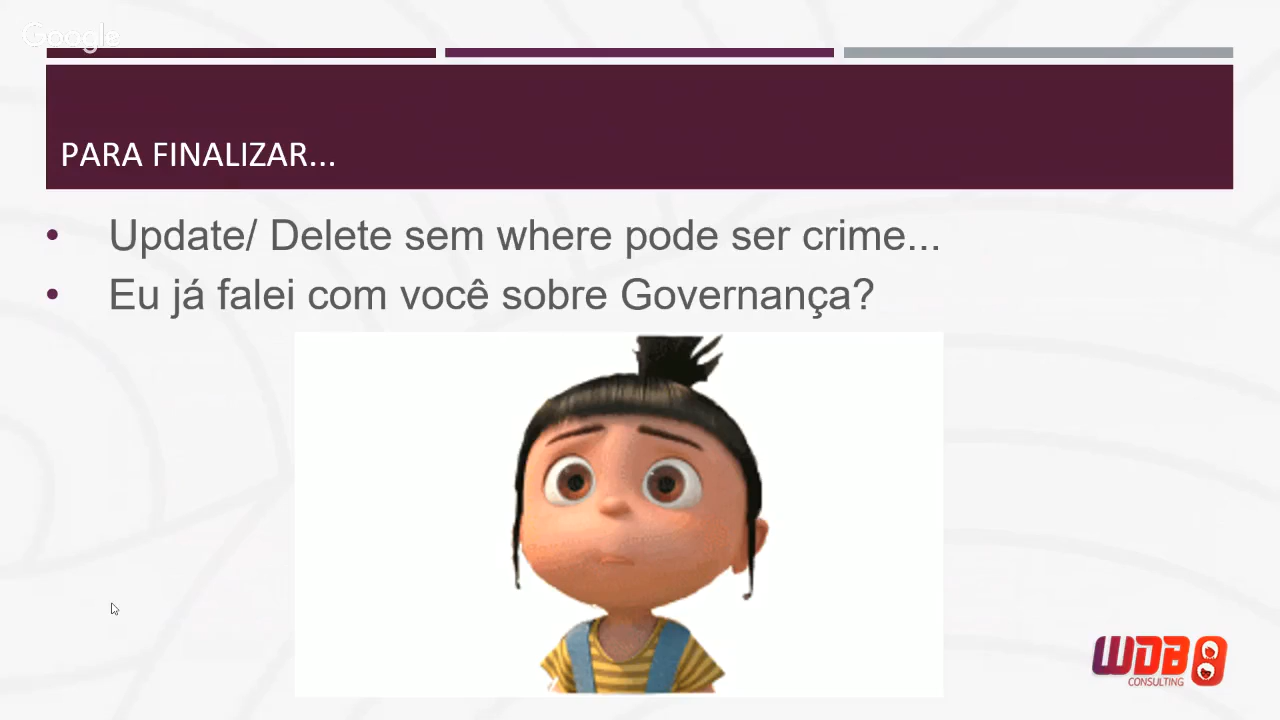 Google
PARA FINALIZAR...
• Update/ Delete sem where pode ser crime...
• Eu já falei com você sobre Governança?
WDB
CONSULTING